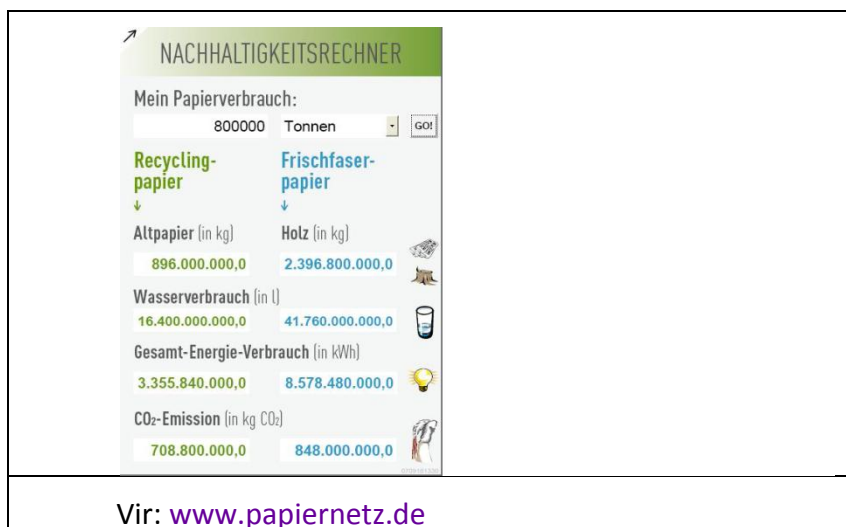 NACHHALTIGKEITSRECHNER
Mein Papierverbrauch:
800000 Tonnen GO!
Recycling- Frischfaser-
papier papier
Altpapier (in kg) Holz (in kg)
896.000.000,0 2.396.800.000,0
Wasserverbrauch (in l)
16.400.000.000,0 41.760.000.000,0
Gesamt-Energie-Verbrauch (in kWh)
3.355.840.000,0 8.578.480.000,0
CO₂-Emission (in kg CO₂)
708.800.000,0 848.000.000,0
Vir: www.papiernetz.de